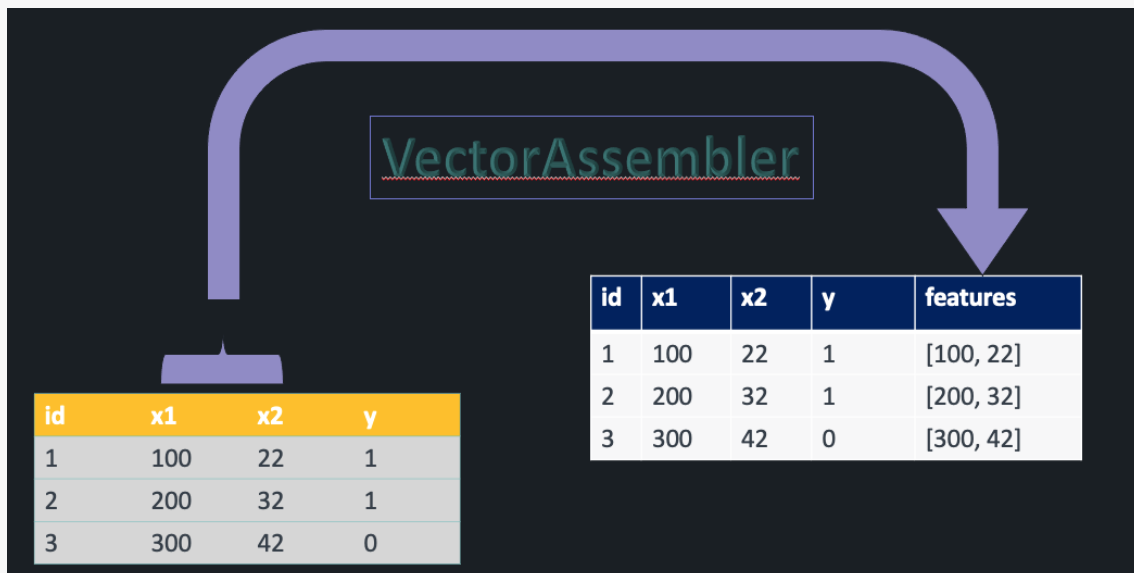 VectorAssembler
id x1 x2 y
1 100 22 1
2 200 32 1
3 300 42 0
id x1 x2 y features
1 100 22 1 [100, 22]
2 200 32 1 [200, 32]
3 300 42 0 [300, 42]